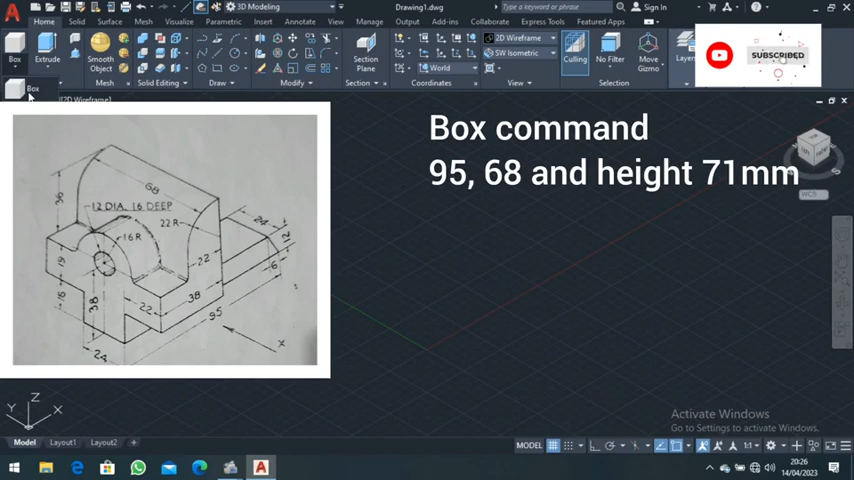 Drawing1.dwg
3D Modeling
Type a keyword or phrase
Sign In
Home Solid Surface Mesh Visualize Parametric Insert Annotate View Manage Output Collaborate Express Tools Featured Apps
Box
Extrude
Smooth Object
Section Plane
2D Wireframe
SW Isometric
World
Culling
No Filter
Move Gizmo
Layers
SUBSCRIBED
Mesh
Draw
Modify
Section
Coordinates
View
Selection
Box
[2D Wireframe]
Box command
95, 68 and height 71mm
68
36
12 DIA. 16 DEEP
16 R
22 R
24
12
6
22
19
16
38
22
38
95
24
X
WCS
Z
Y
X
Activate Windows
Go to Settings to activate Windows.
Model Layout1 Layout2 +
MODEL
1:1
20:26
14/04/2023